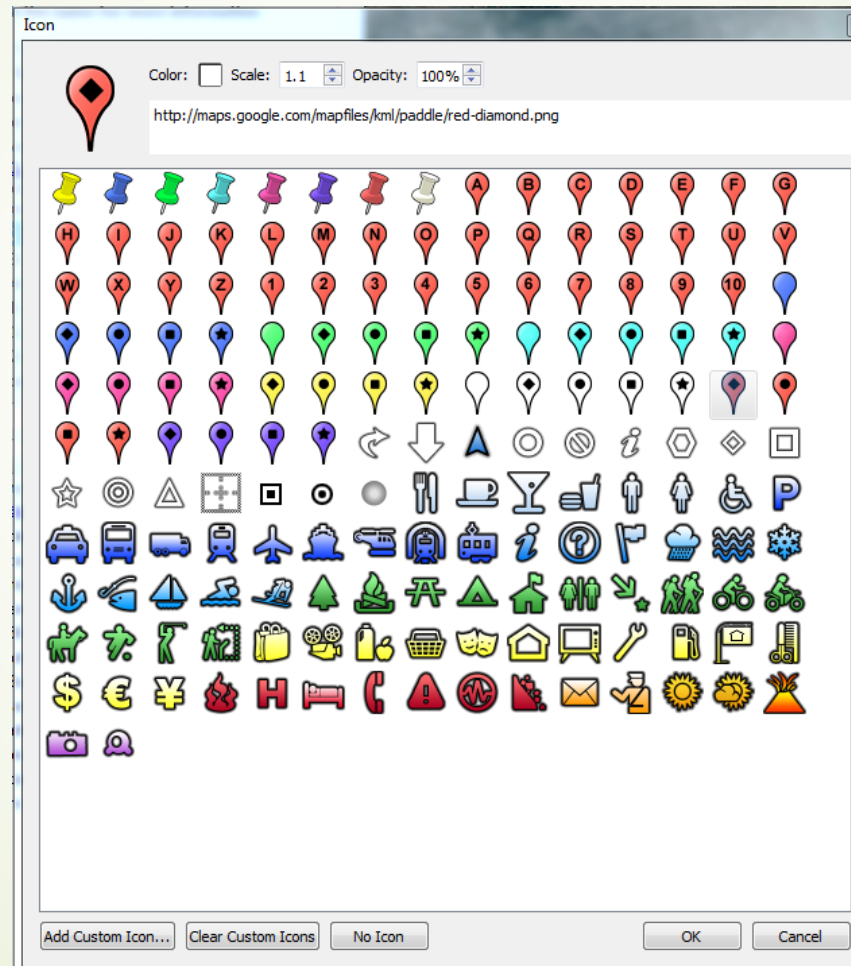 Icon
Color: Scale: 1.1 Opacity: 100%
http://maps.google.com/mapfiles/kml/paddle/red-diamond.png
A B C D E F G
H I J K L M N O P Q R S T U V
W X Y Z 1 2 3 4 5 6 7 8 9 10
i
P
i ?
$ € ¥ H !
Add Custom Icon... Clear Custom Icons No Icon OK Cancel